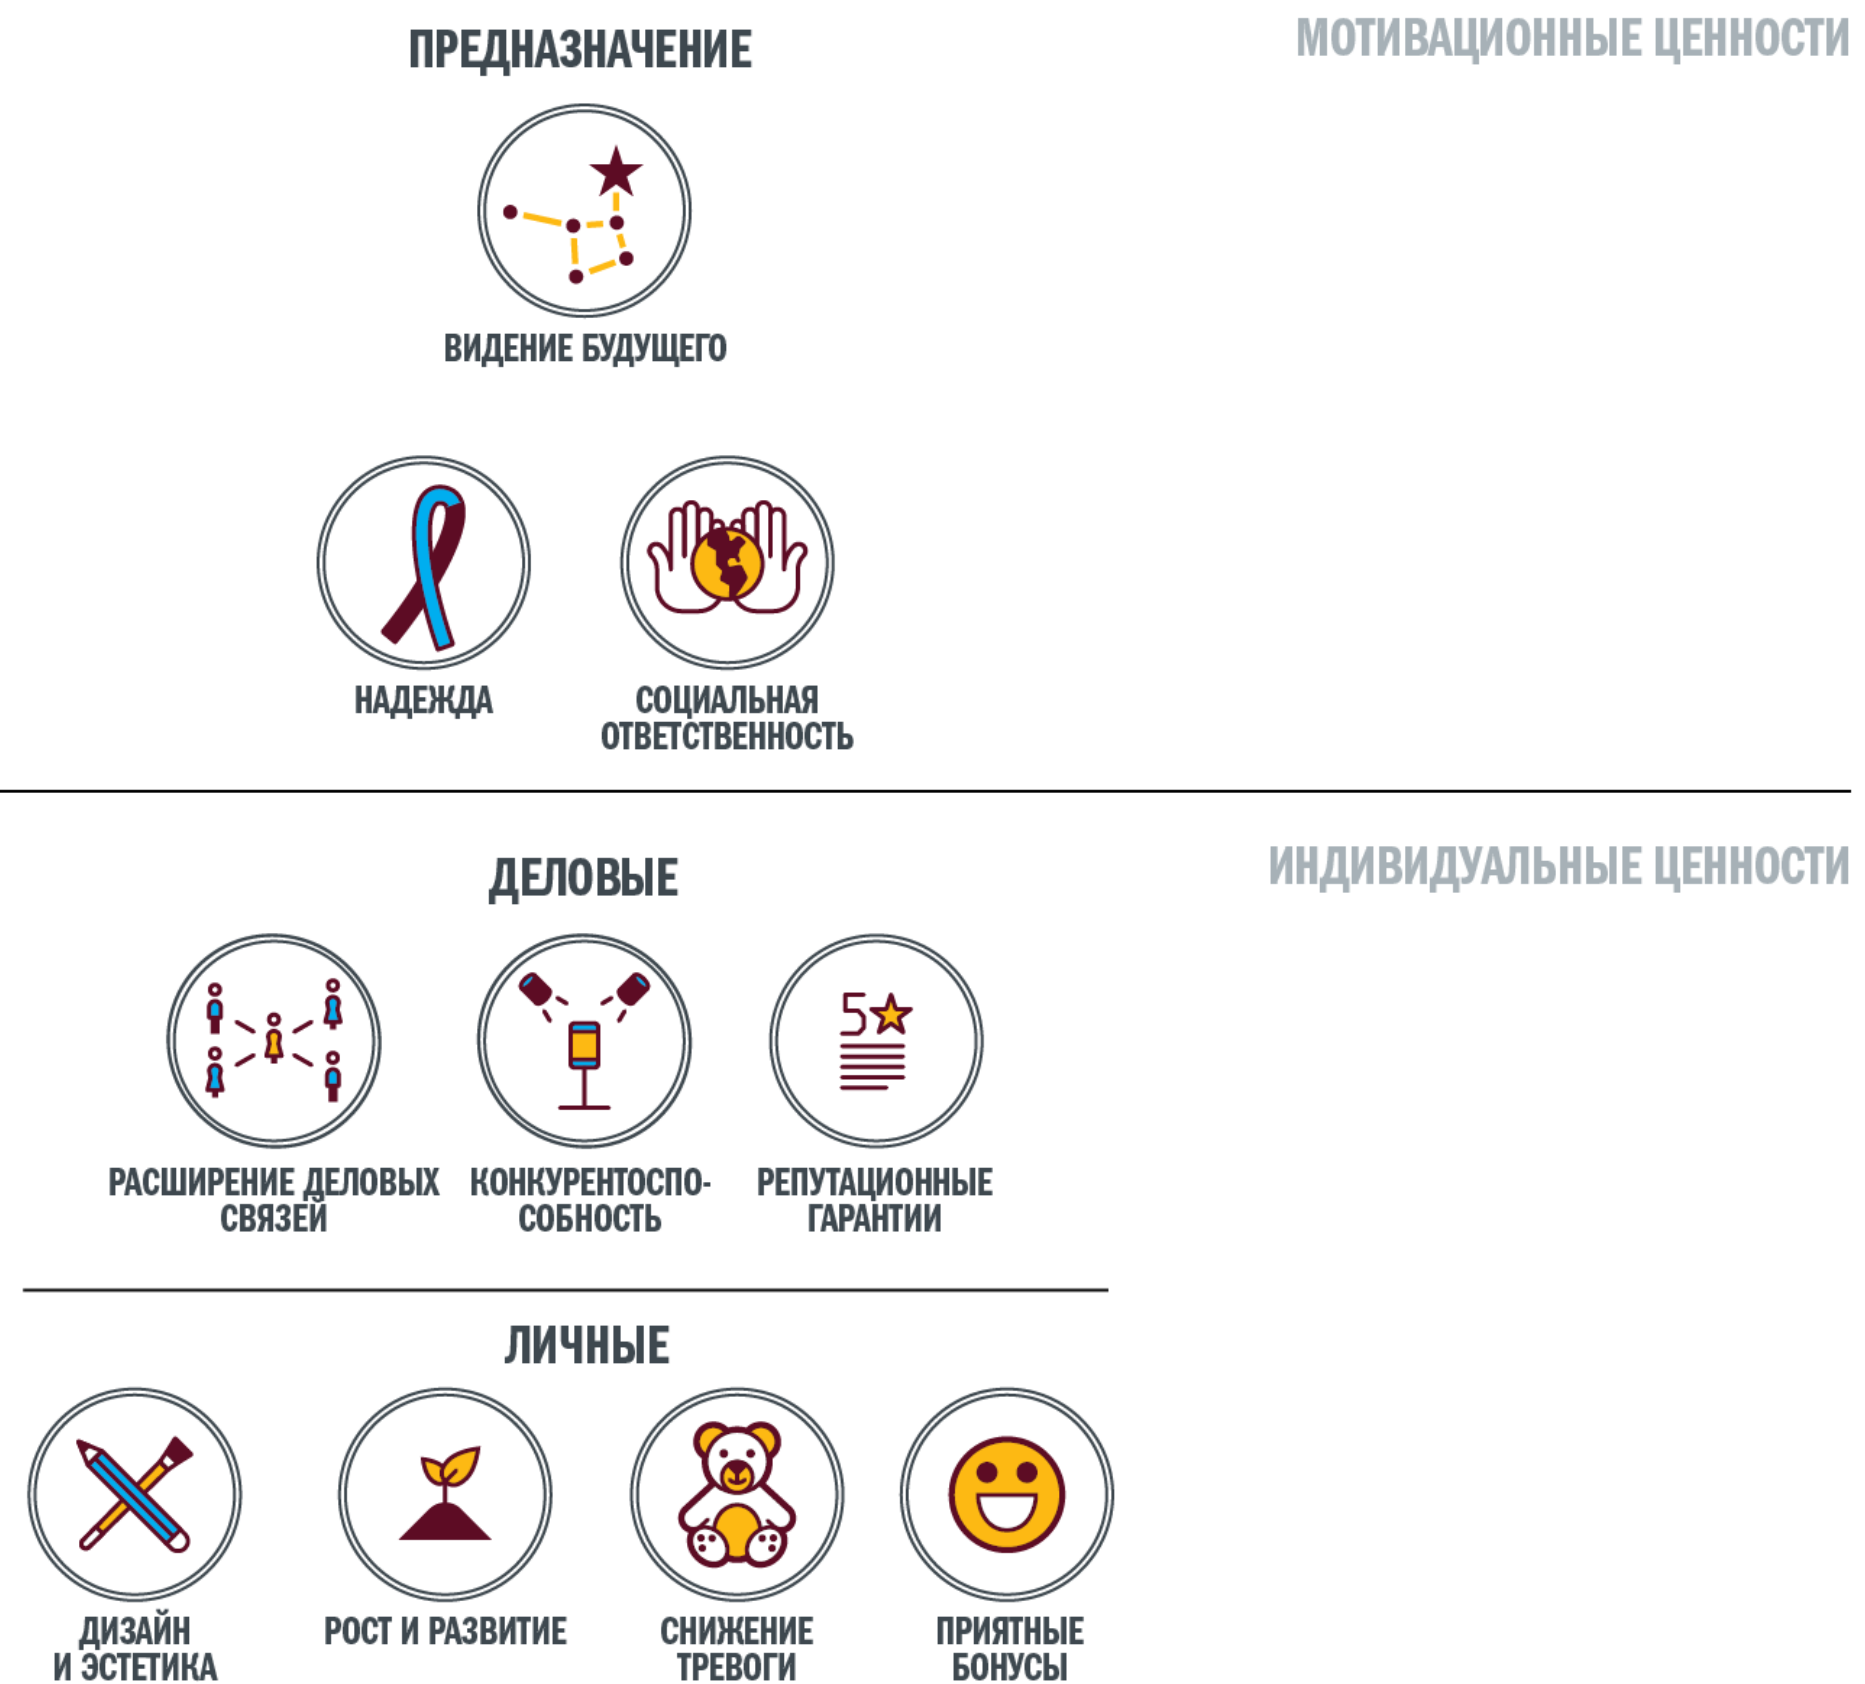 ПРЕДНАЗНАЧЕНИЕ
МОТИВАЦИОННЫЕ ЦЕННОСТИ
ВИДЕНИЕ БУДУЩЕГО
НАДЕЖДА
СОЦИАЛЬНАЯ
ОТВЕТСТВЕННОСТЬ
ДЕЛОВЫЕ
ИНДИВИДУАЛЬНЫЕ ЦЕННОСТИ
5
РАСШИРЕНИЕ ДЕЛОВЫХ
СВЯЗЕЙ
КОНКУРЕНТОСПО-
СОБНОСТЬ
РЕПУТАЦИОННЫЕ
ГАРАНТИИ
ЛИЧНЫЕ
ДИЗАЙН
И ЭСТЕТИКА
РОСТ И РАЗВИТИЕ
СНИЖЕНИЕ
ТРЕВОГИ
ПРИЯТНЫЕ
БОНУСЫ